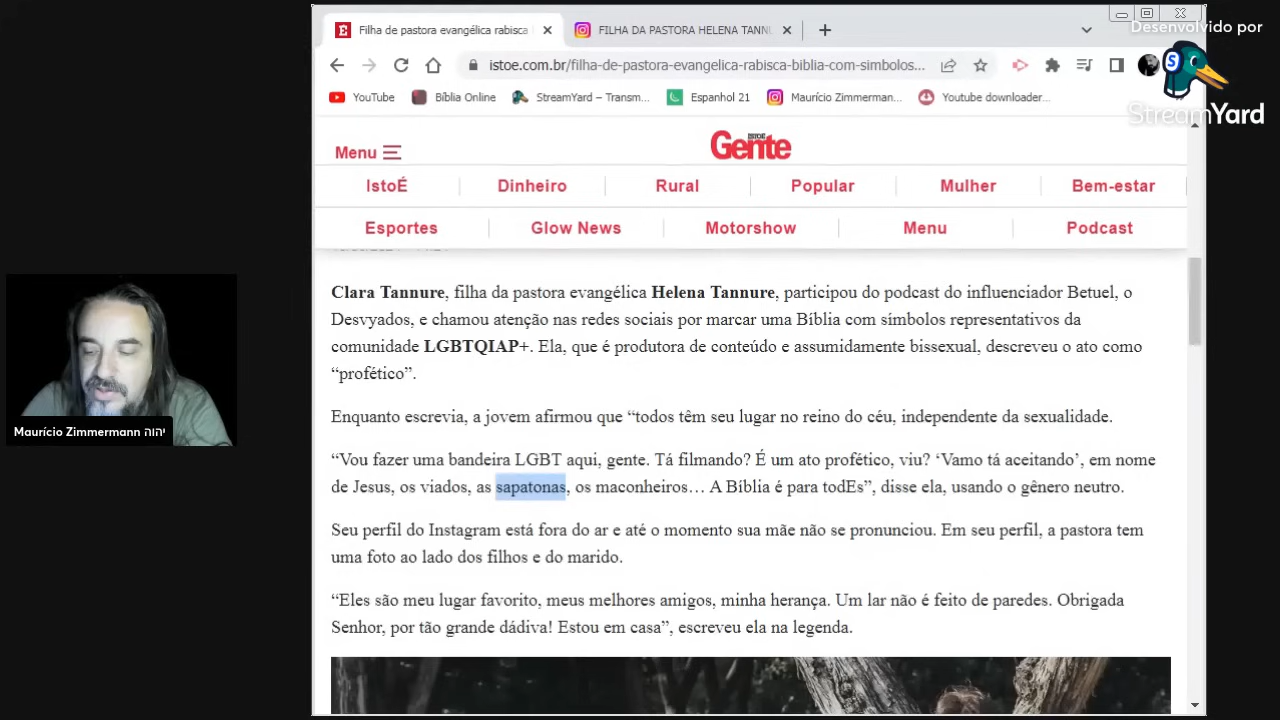 Filha de pastora evangélica rabisca
FILHA DA PASTORA HELENA TANNU
Desenvolvido por
istoe.com.br/filha-de-pastora-evangelica-rabisca-biblia-com-simbolos...
StreamYard
YouTube
Bíblia Online
StreamYard – Transm...
Espanhol 21
Maurício Zimmerman...
Youtube downloader...
Menu
ISTOÉ
Gente
IstoÉ
Dinheiro
Rural
Popular
Mulher
Bem-estar
Esportes
Glow News
Motorshow
Menu
Podcast
Clara Tannure, filha da pastora evangélica Helena Tannure, participou do podcast do influenciador Betuel, o
Desvyados, e chamou atenção nas redes sociais por marcar uma Bíblia com símbolos representativos da
comunidade LGBTQIAP+. Ela, que é produtora de conteúdo e assumidamente bissexual, descreveu o ato como
“profético”.
Enquanto escrevia, a jovem afirmou que “todos têm seu lugar no reino do céu, independente da sexualidade.
“Vou fazer uma bandeira LGBT aqui, gente. Tá filmando? É um ato profético, viu? ‘Vamo tá aceitando’, em nome
de Jesus, os viados, as sapatonas, os maconheiros… A Bíblia é para todEs”, disse ela, usando o gênero neutro.
Seu perfil do Instagram está fora do ar e até o momento sua mãe não se pronunciou. Em seu perfil, a pastora tem
uma foto ao lado dos filhos e do marido.
“Eles são meu lugar favorito, meus melhores amigos, minha herança. Um lar não é feito de paredes. Obrigada
Senhor, por tão grande dádiva! Estou em casa”, escreveu ela na legenda.
Maurício Zimmermann יהוה